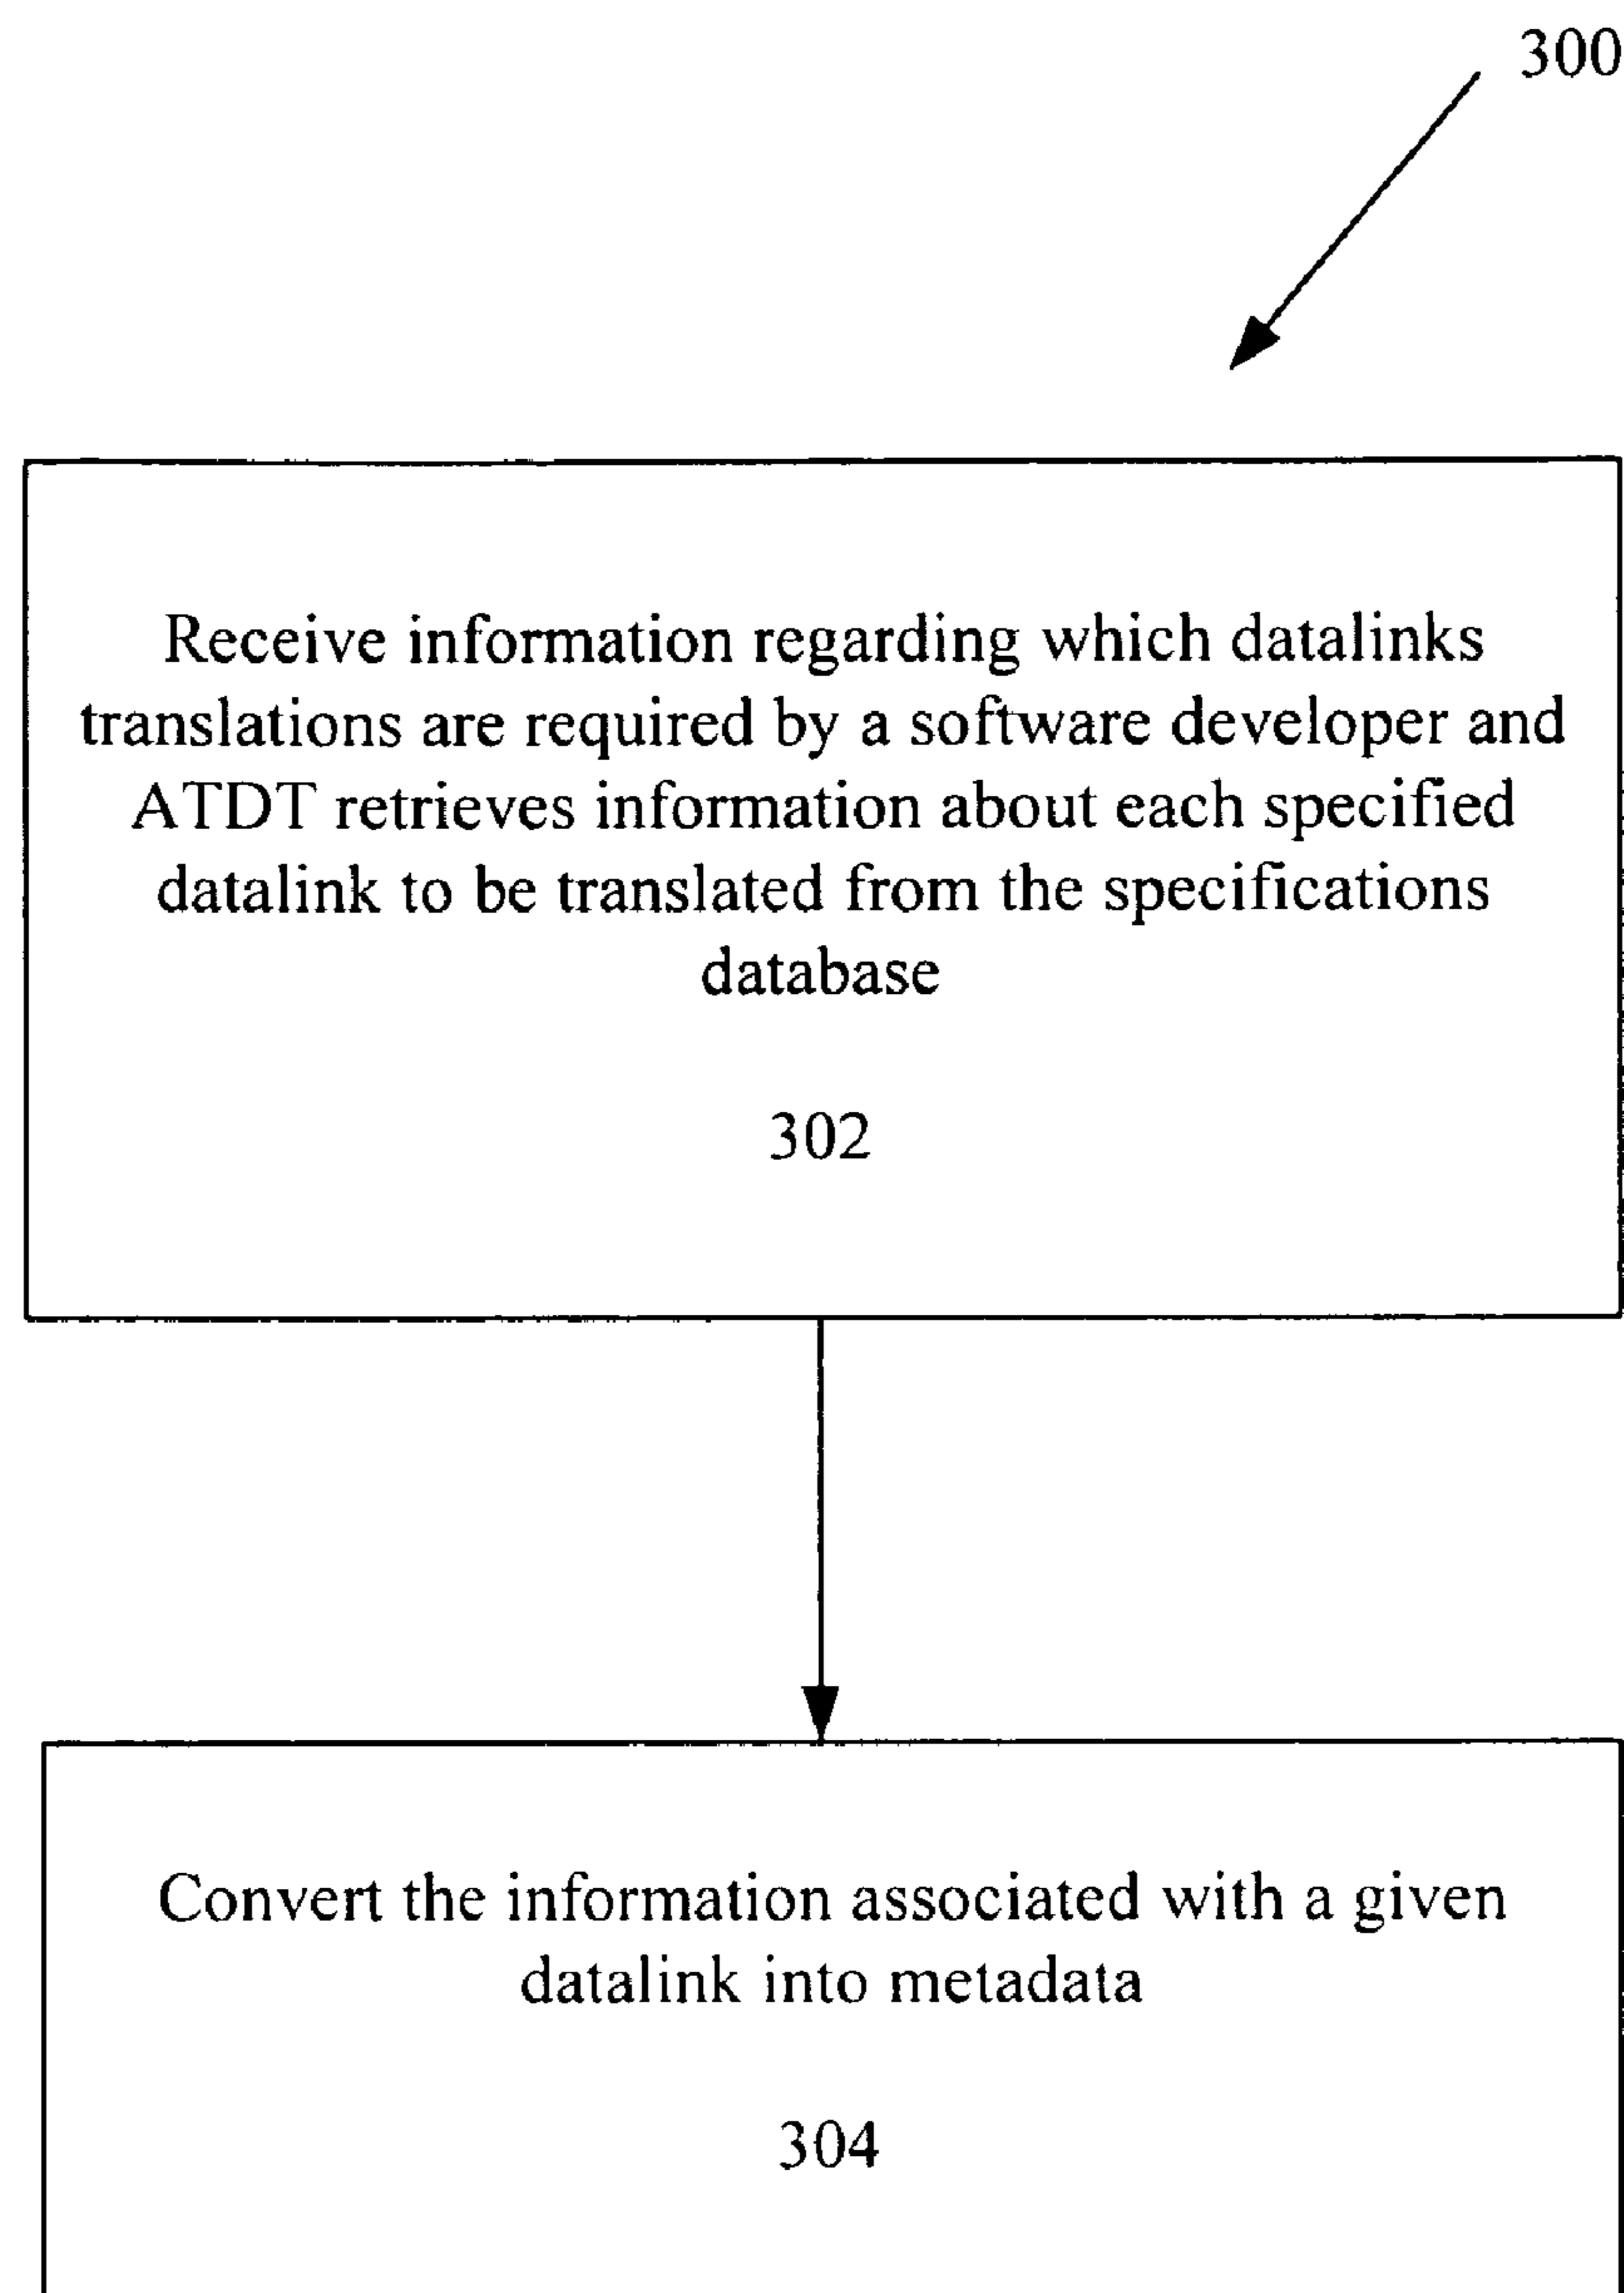 300
Receive information regarding which datalinks
translations are required by a software developer and
ATDT retrieves information about each specified
datalink to be translated from the specifications
database
302
Convert the information associated with a given
datalink into metadata
304